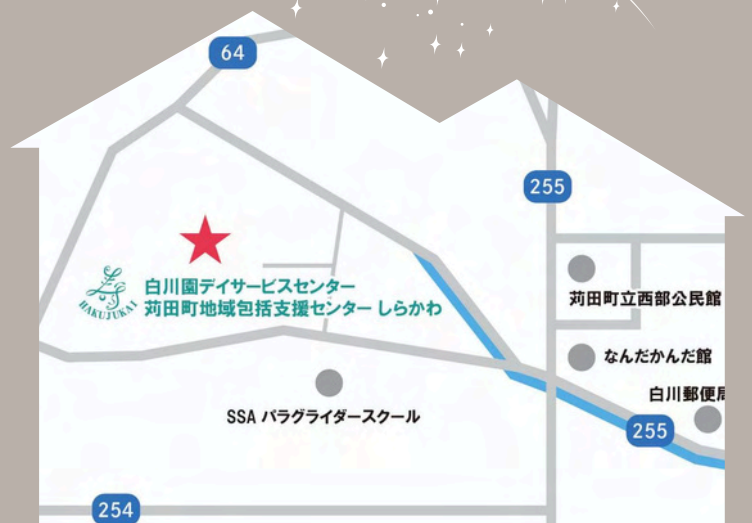 64
255
白川園デイサービスセンター
苅田町地域包括支援センター しらかわ
HAKUJUKAI
苅田町立西部公民館
なんだかんだ館
白川郵便局
SSA パラグライダースクール
255
254